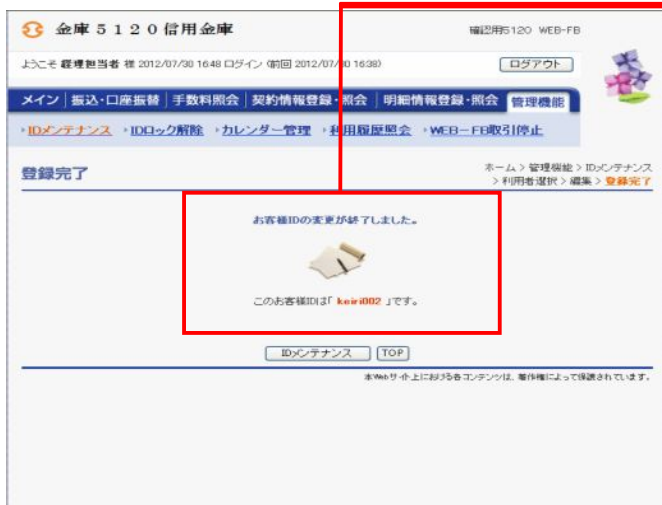 金庫5120信用金庫
確認用5120 WEB-FB
ようこそ 経理担当者 様 2012/07/30 16:48 ログイン (前回 2012/07/30 16:38)
ログアウト
メイン 振込・口座振替 手数料照会 契約情報登録・照会 明細情報登録・照会 管理機能
IDメンテナンス IDロック解除 カレンダー管理 利用履歴照会 WEB-FB取引停止
登録完了
ホーム > 管理機能 > IDメンテナンス
> 利用者選択 > 編集 > 登録完了
お客様IDの変更が終了しました。
このお客様IDは「 keiri002 」です。
IDメンテナンス TOP
本Webサイト上における各コンテンツは、著作権によって保護されています。